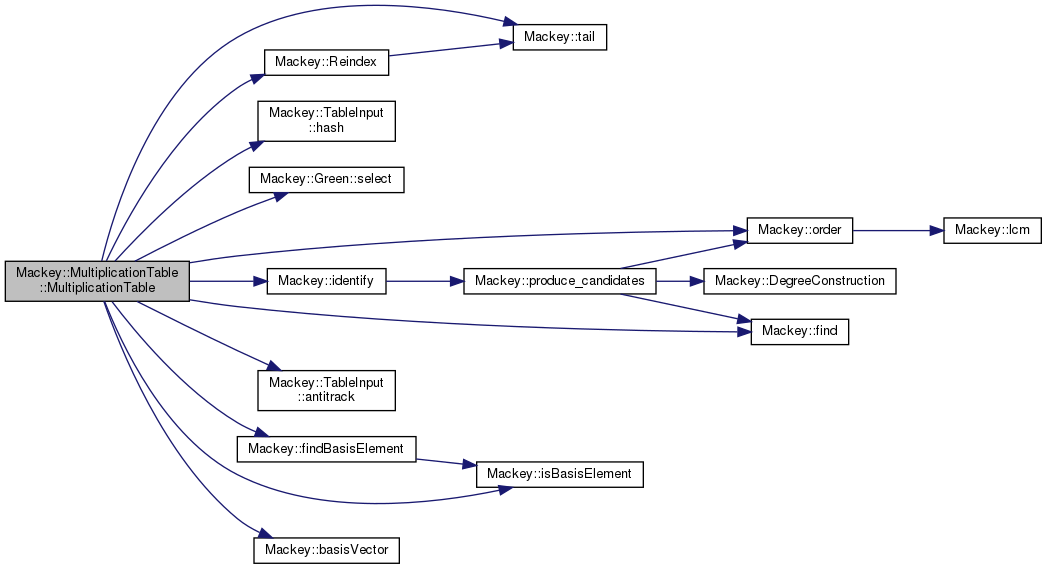 Mackey::tail
Mackey::Reindex
Mackey::TableInput
::hash
Mackey::Green::select
Mackey::order
Mackey::lcm
Mackey::MultiplicationTable
::MultiplicationTable
Mackey::identify
Mackey::produce_candidates
Mackey::DegreeConstruction
Mackey::find
Mackey::TableInput
::antitrack
Mackey::findBasisElement
Mackey::isBasisElement
Mackey::basisVector